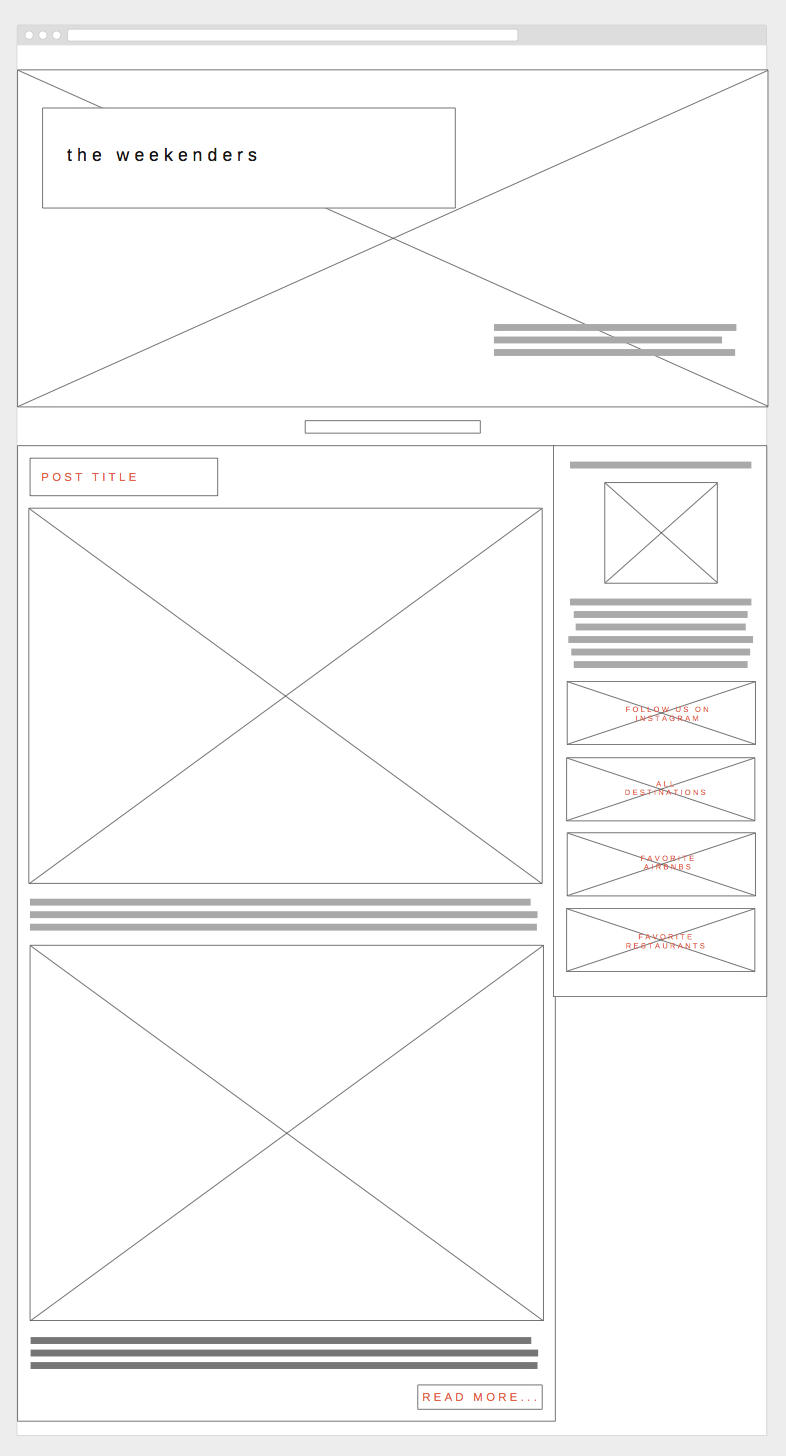 the weekenders
POST TITLE
FOLLOW US ON
INSTAGRAM
ALL
DESTINATIONS
FAVORITE
AIRBNBS
FAVORITE
RESTAURANTS
READ MORE...